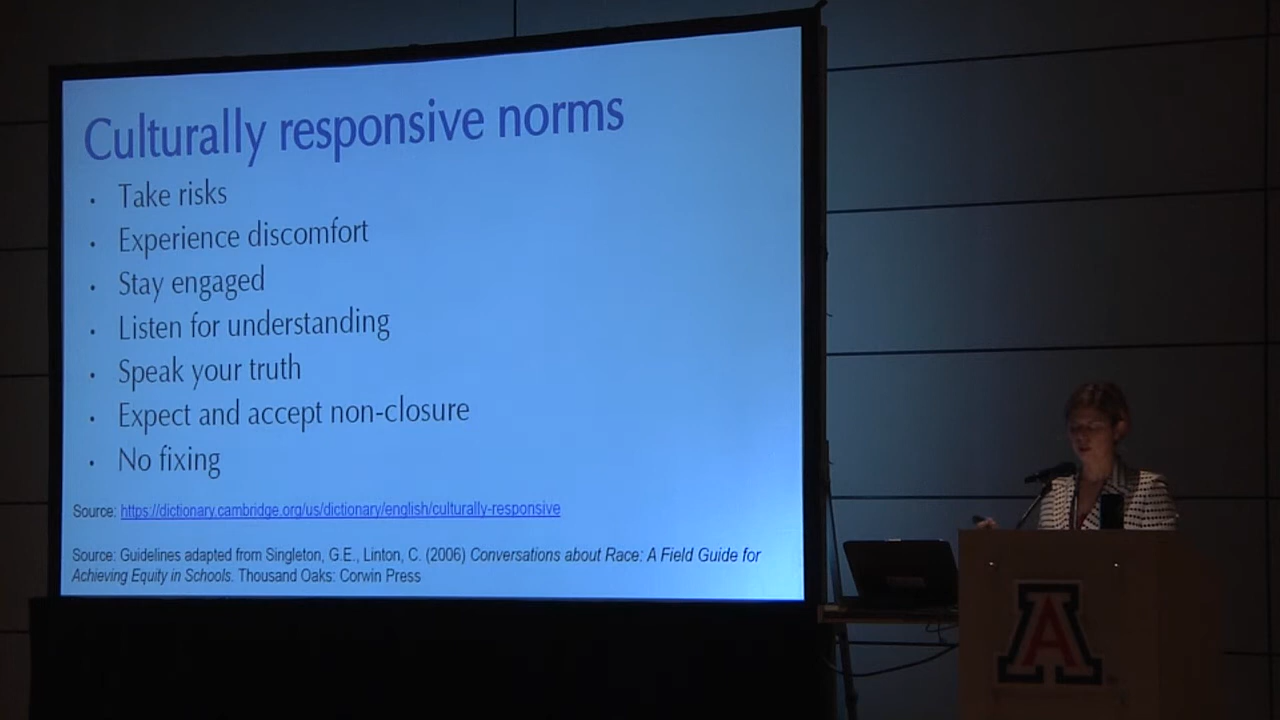 Culturally responsive norms
• Take risks
• Experience discomfort
• Stay engaged
• Listen for understanding
• Speak your truth
• Expect and accept non-closure
• No fixing
Source: https://dictionary.cambridge.org/us/dictionary/english/culturally-responsive
Source: Guidelines adapted from Singleton, G.E., Linton, C. (2006) Conversations about Race: A Field Guide for
Achieving Equity in Schools. Thousand Oaks: Corwin Press
A